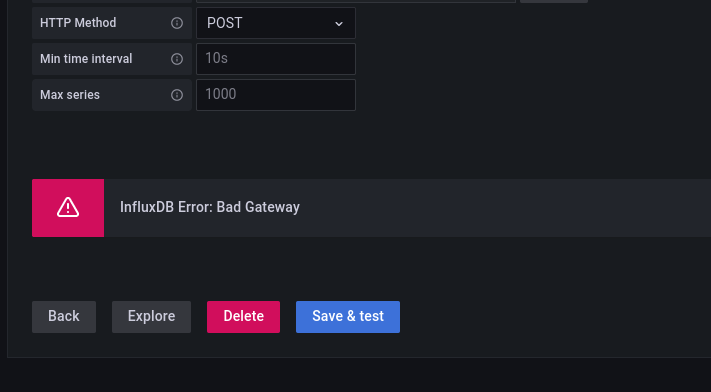 HTTP Method POST
Min time interval 10s
Max series 1000
InfluxDB Error: Bad Gateway
Back Explore Delete Save & test